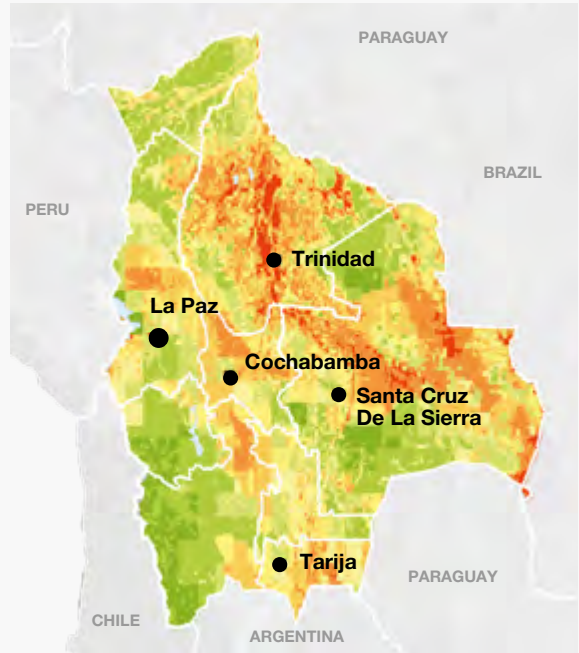 PARAGUAY
BRAZIL
PERU
Trinidad
La Paz
Cochabamba
Santa Cruz
De La Sierra
Tarija
PARAGUAY
CHILE
ARGENTINA